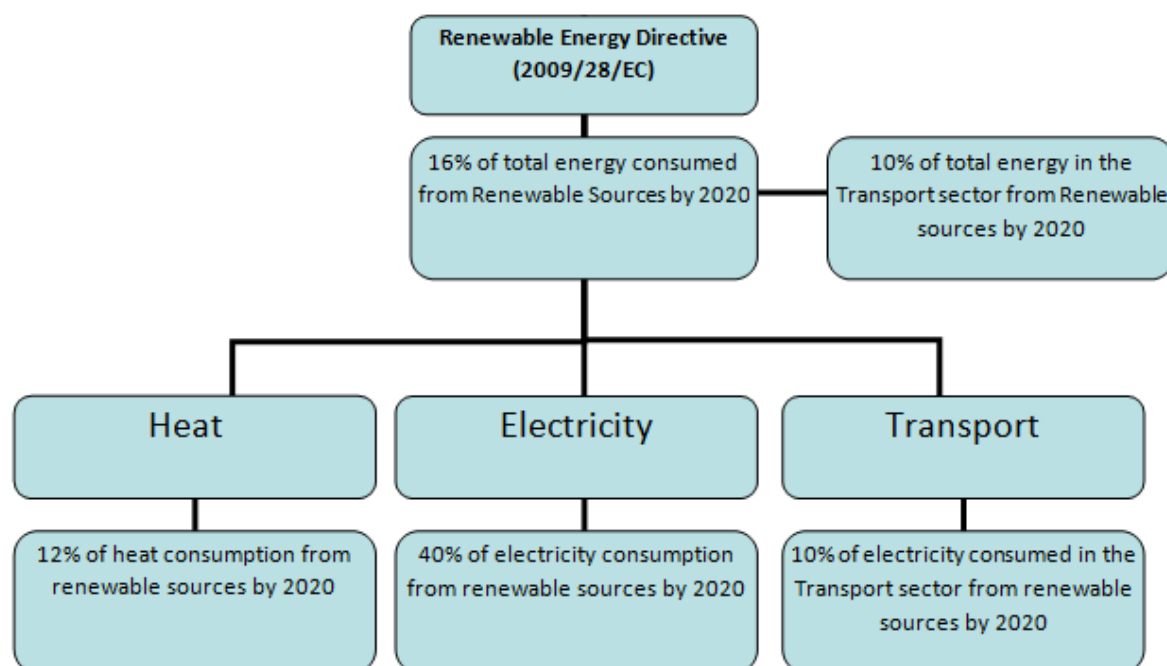 Renewable Energy Directive
(2009/28/EC)
16% of total energy consumed
from Renewable Sources by 2020
10% of total energy in the
Transport sector from Renewable
sources by 2020
Heat
Electricity
Transport
12% of heat consumption from
renewable sources by 2020
40% of electricity consumption
from renewable sources by 2020
10% of electricity consumed in the
Transport sector from renewable
sources by 2020